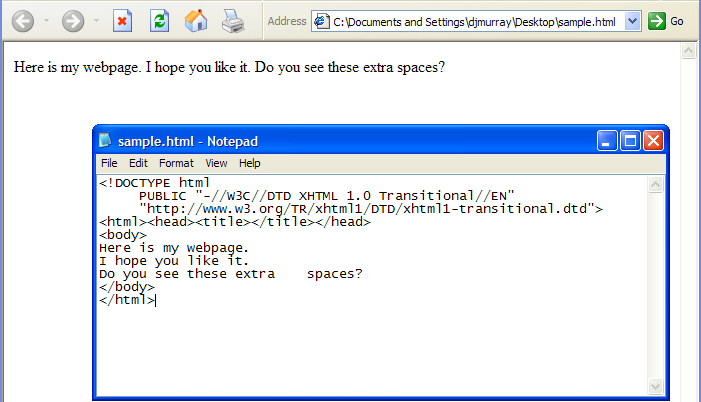 Address C:\Documents and Settings\djmurray\Desktop\sample.html Go
Here is my webpage. I hope you like it. Do you see these extra spaces?
sample.html - Notepad
File Edit Format View Help
<!DOCTYPE html
     PUBLIC "-//W3C//DTD XHTML 1.0 Transitional//EN"
     "http://www.w3.org/TR/xhtml1/DTD/xhtml1-transitional.dtd">
<html><head><title></title></head>
<body>
Here is my webpage.
I hope you like it.
Do you see these extra    spaces?
</body>
</html>